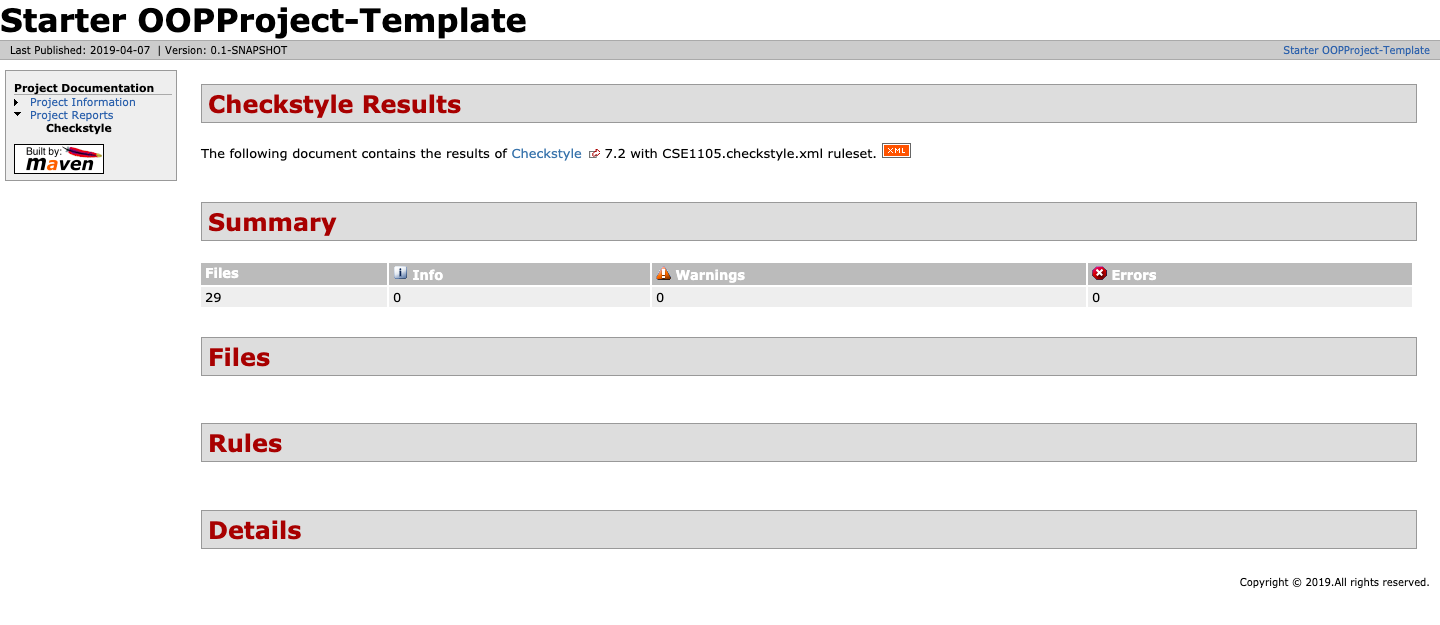 Starter OOPProject-Template
Last Published: 2019-04-07 | Version: 0.1-SNAPSHOT
Starter OOPProject-Template
Project Documentation
Project Information
Project Reports
Checkstyle
Built by:
maven
Checkstyle Results
The following document contains the results of Checkstyle 7.2 with CSE1105.checkstyle.xml ruleset. XML
Summary
Files Info Warnings Errors
29 0 0 0
Files
Rules
Details
Copyright © 2019.All rights reserved.